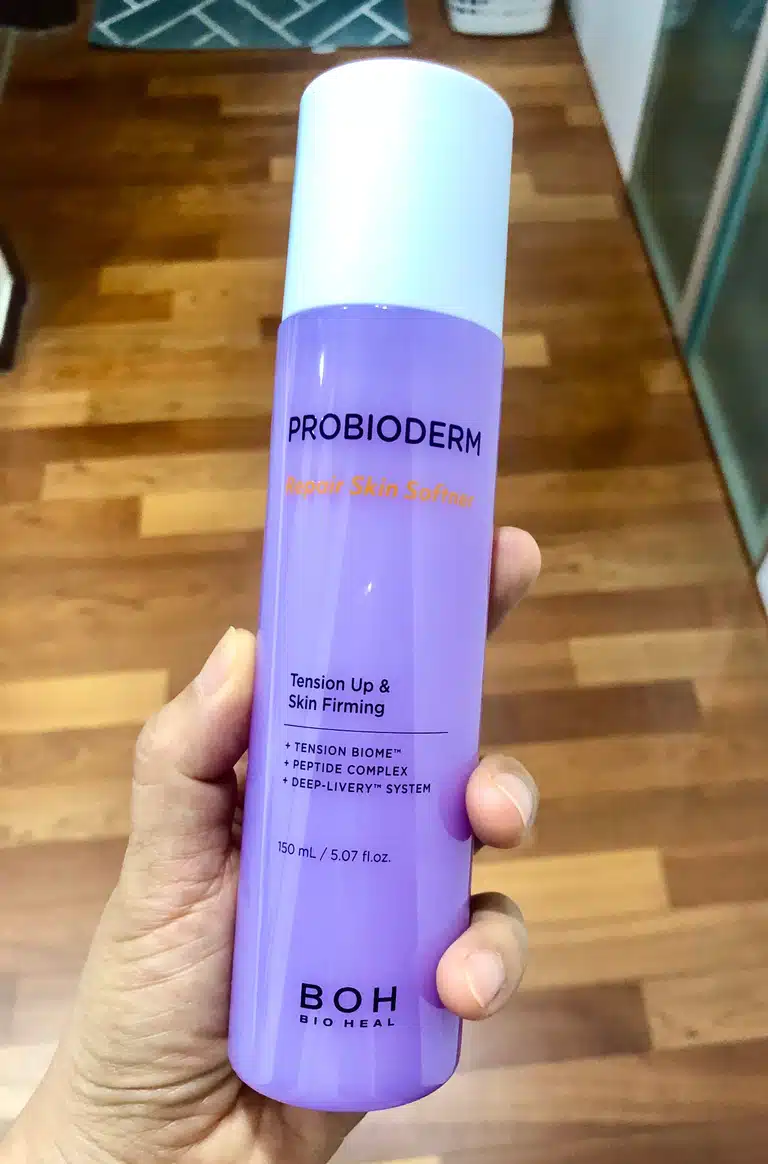 PROBIODERM
Repair Skin Softner
Tension Up &
Skin Firming
+ TENSION BIOME™
+ PEPTIDE COMPLEX
+ DEEP-LIVERY™ SYSTEM
150 mL / 5.07 fl.oz.
BOH
BIO HEAL